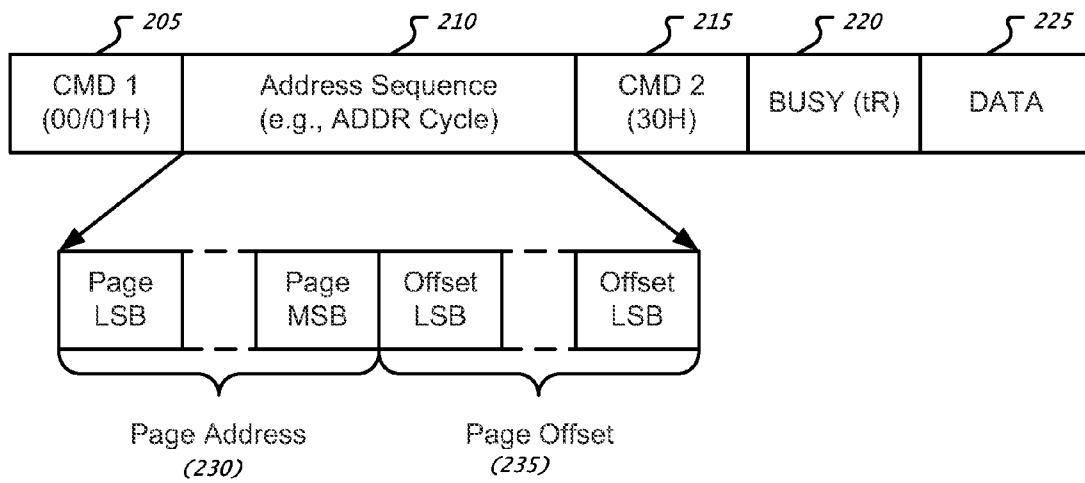 205 210 215 220 225
CMD 1 Address Sequence CMD 2 BUSY (tR) DATA
(00/01H) (e.g., ADDR Cycle) (30H)
Page Page Offset Offset
LSB MSB LSB LSB
Page Address Page Offset
(230) (235)